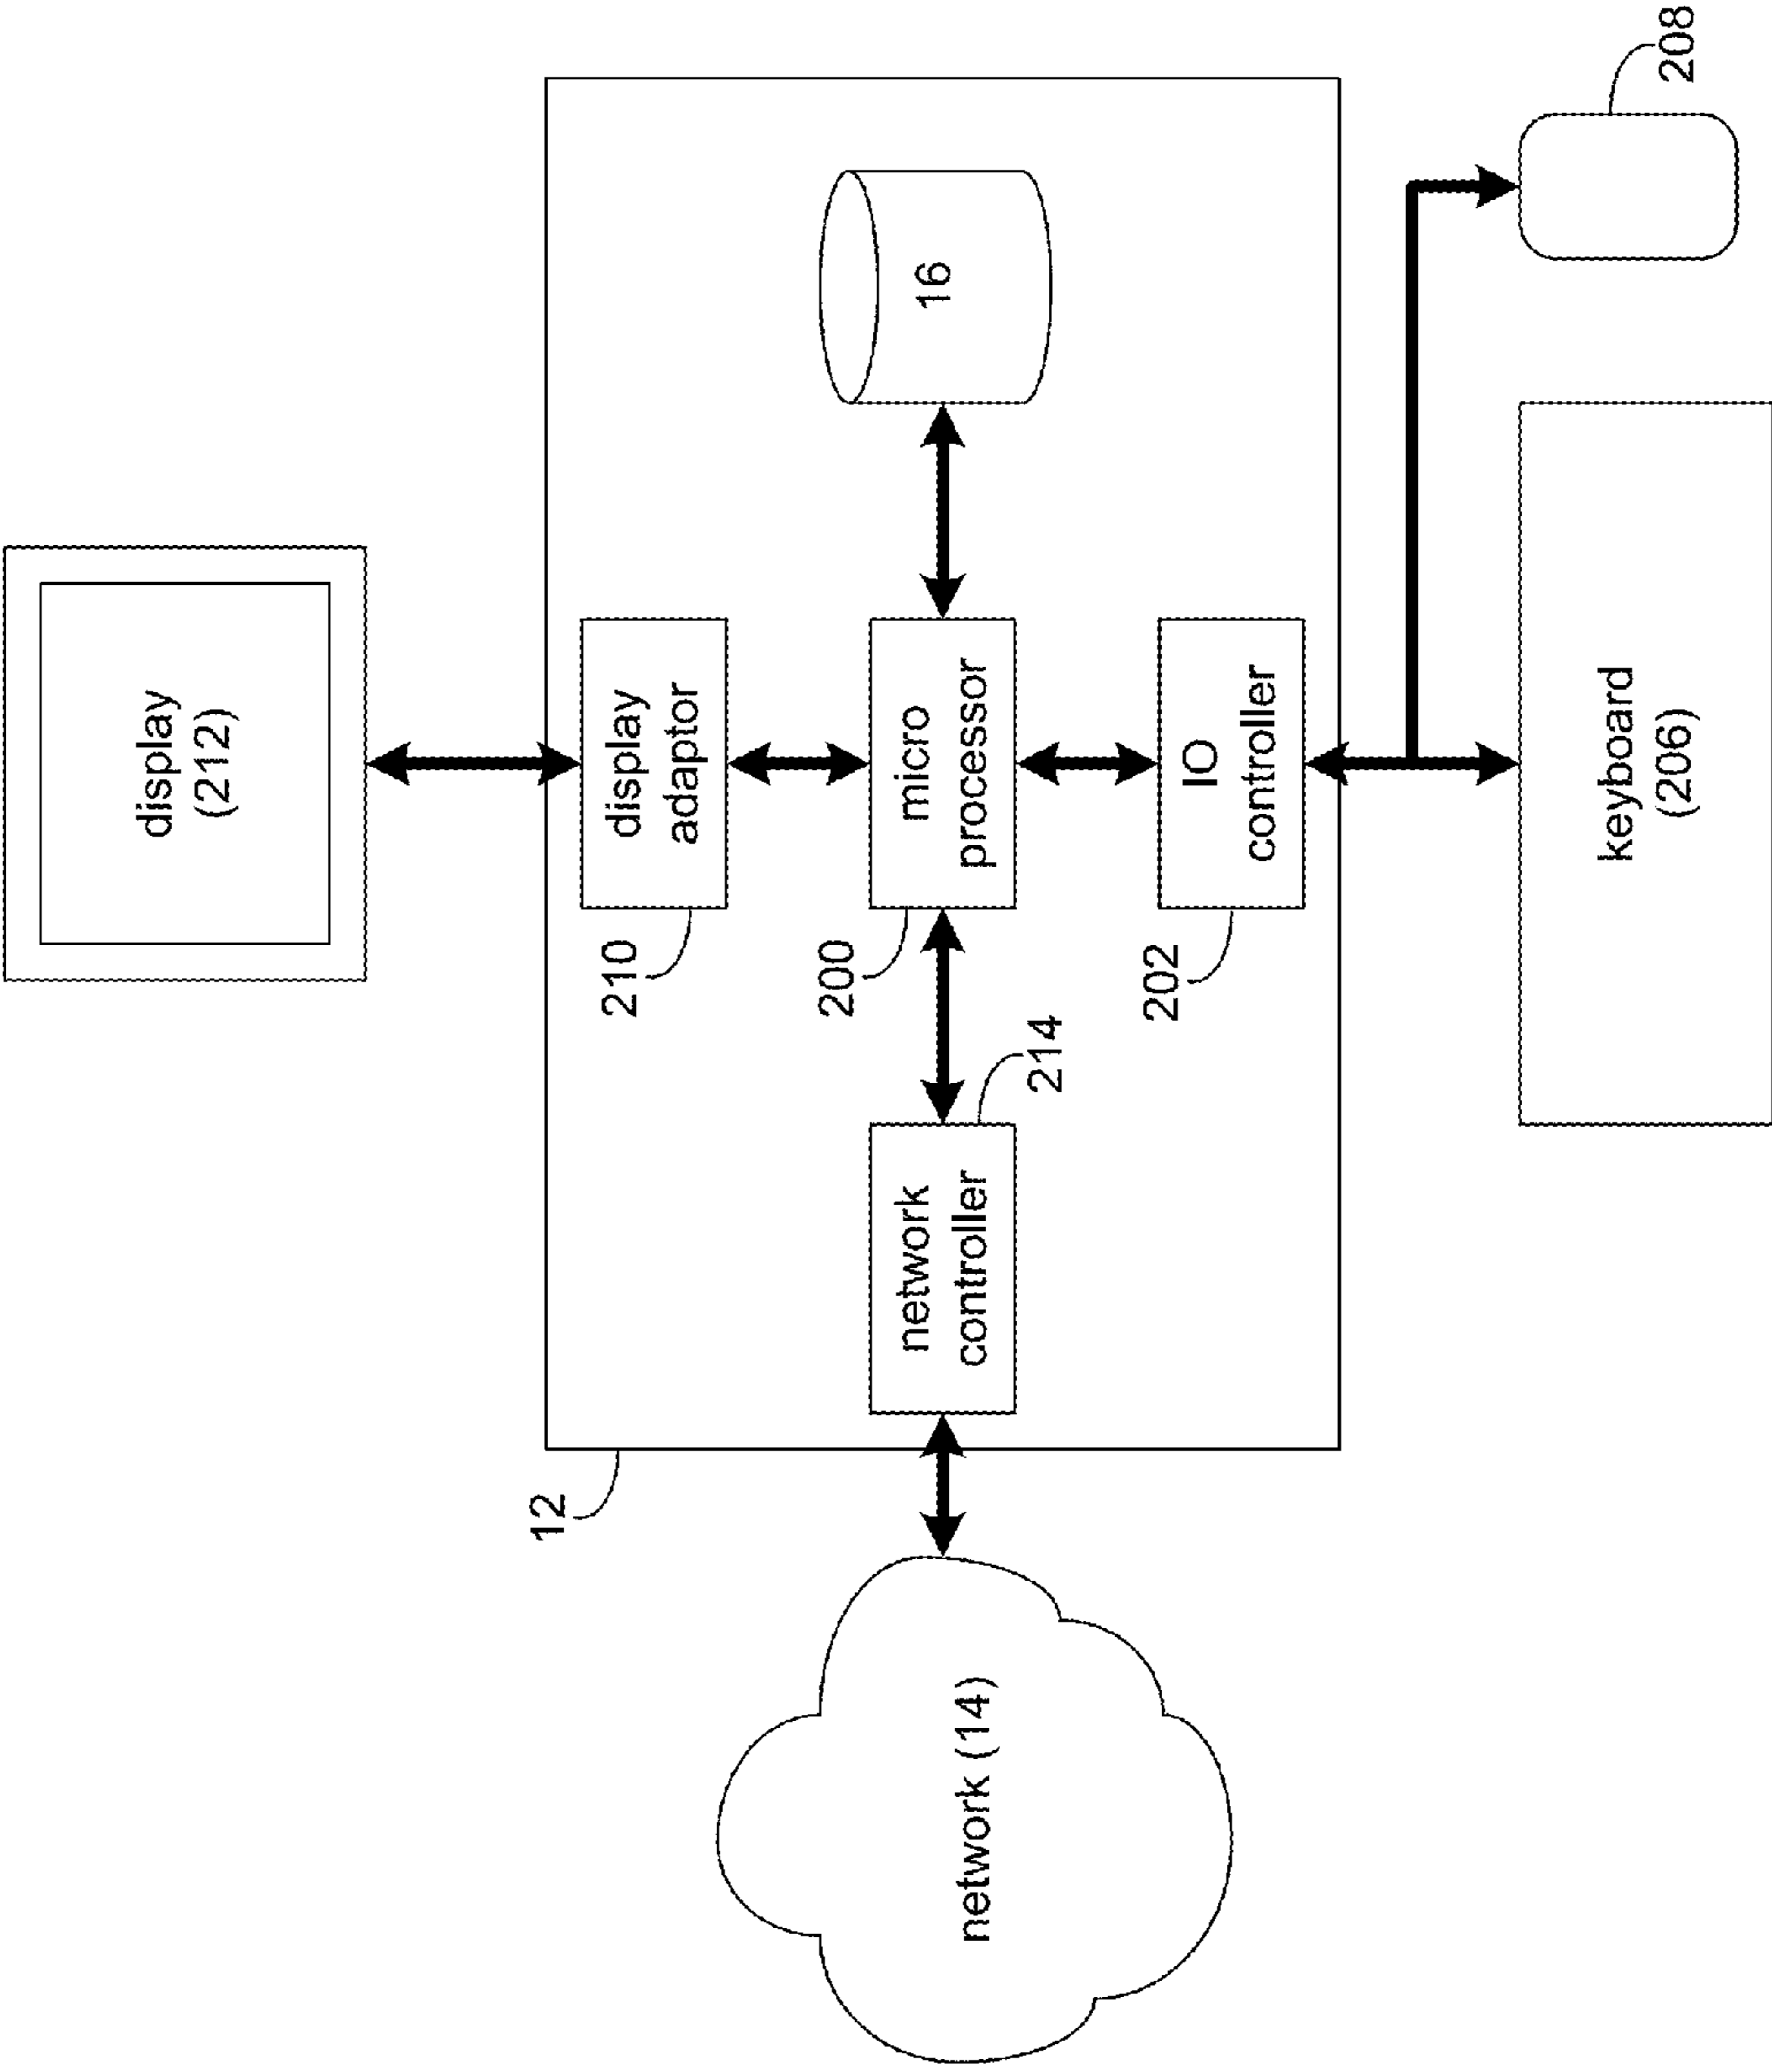 display
(212)
210
display
adaptor
16
12
200
micro
processor
network (14)
network
controller
214
202
IO
controller
208
keyboard
(206)